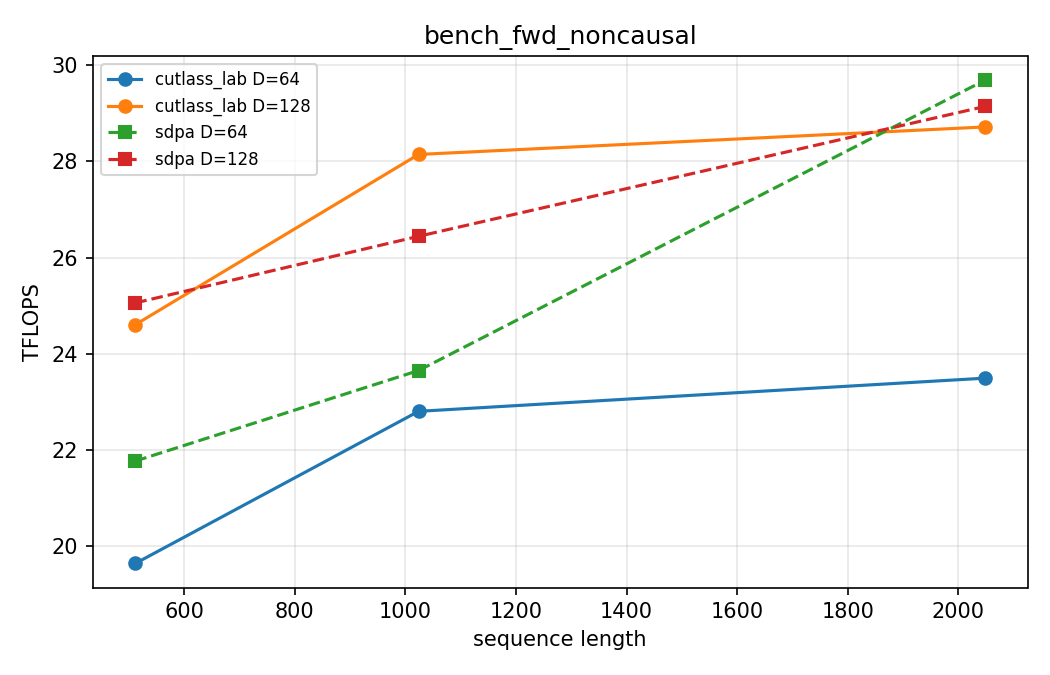 bench_fwd_noncausal
cutlass_lab D=64
cutlass_lab D=128
sdpa D=64
sdpa D=128
30
28
26
24
22
20
TFLOPS
600 800 1000 1200 1400 1600 1800 2000
sequence length